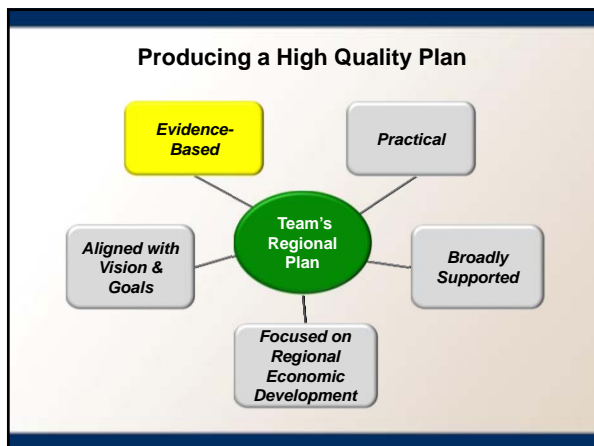 Producing a High Quality Plan
Evidence-
Based
Practical
Team's
Regional
Plan
Aligned with
Vision &
Goals
Broadly
Supported
Focused on
Regional
Economic
Development